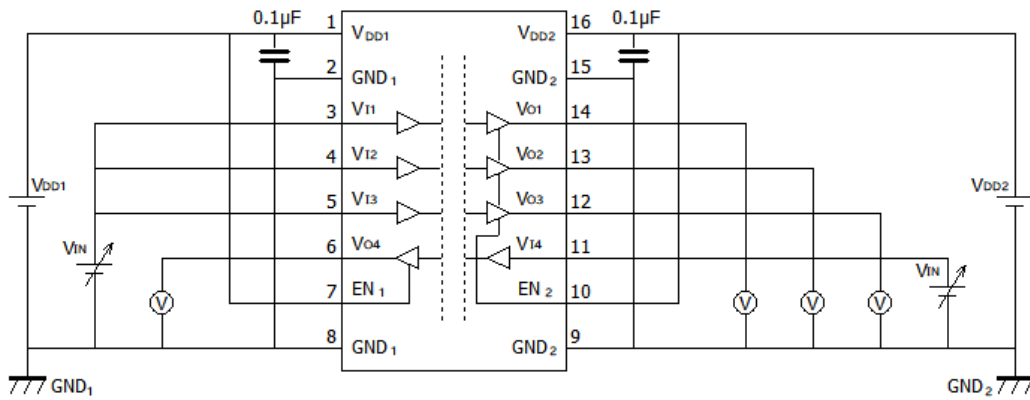 0.1µF 1 16 0.1µF
VDD1 VDD2
2 15
GND1 GND2
3 14
VI1 VO1
4 13
VI2 VO2
5 12
VI3 VO3
VDD1 VDD2
6 11
VO4 VI4
VIN VIN
7 10
EN1 EN2
V V V V
8 9
GND1 GND2
GND1 GND2